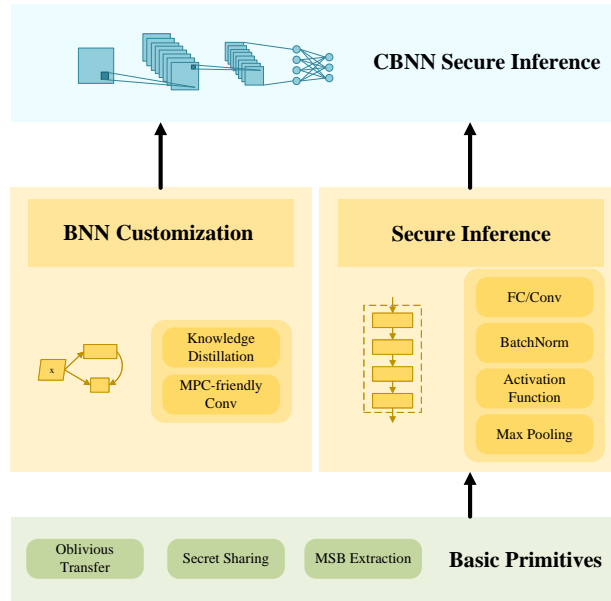 CBNN Secure Inference
BNN Customization
Knowledge
Distillation
MPC-friendly
Conv
x
Secure Inference
FC/Conv
BatchNorm
Activation
Function
Max Pooling
Oblivious
Transfer
Secret Sharing
MSB Extraction
Basic Primitives